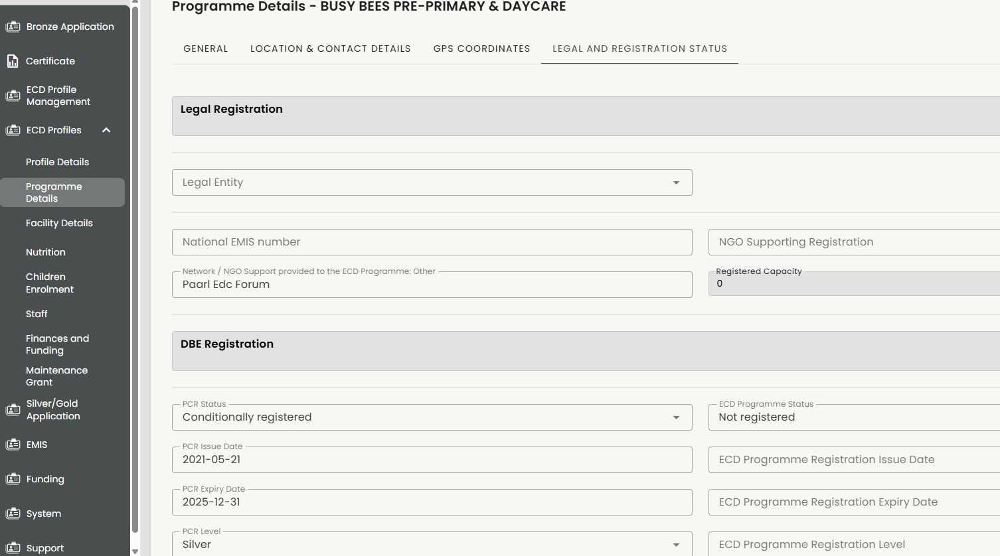 Programme Details - BUSY BEES PRE-PRIMARY & DAYCARE
Bronze Application
Certificate
ECD Profile
Management
ECD Profiles
Profile Details
Programme
Details
Facility Details
Nutrition
Children
Enrolment
Staff
Finances and
Funding
Maintenance
Grant
Silver/Gold
Application
EMIS
Funding
System
Support
GENERAL
LOCATION & CONTACT DETAILS
GPS COORDINATES
LEGAL AND REGISTRATION STATUS
Legal Registration
Legal Entity
National EMIS number
NGO Supporting Registration
Network / NGO Support provided to the ECD Programme: Other
Paarl Edc Forum
Registered Capacity
0
DBE Registration
PCR Status
Conditionally registered
ECD Programme Status
Not registered
PCR Issue Date
2021-05-21
ECD Programme Registration Issue Date
PCR Expiry Date
2025-12-31
ECD Programme Registration Expiry Date
PCR Level
Silver
ECD Programme Registration Level